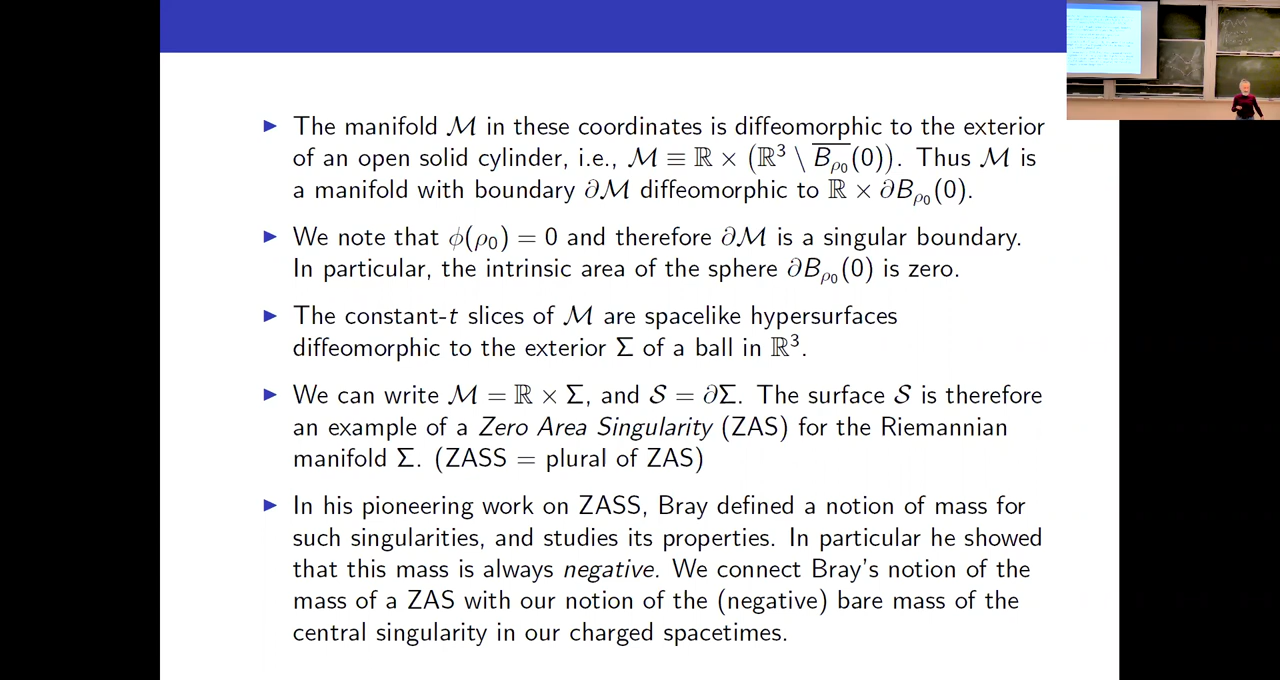 ► The manifold ℳ in these coordinates is diffeomorphic to the exterior
of an open solid cylinder, i.e., ℳ ≡ ℝ × (ℝ³ \ \overline{B_{ρ₀}}(0)). Thus ℳ is
a manifold with boundary ∂ℳ diffeomorphic to ℝ × ∂B_{ρ₀}(0).
► We note that ϕ(ρ₀) = 0 and therefore ∂ℳ is a singular boundary.
In particular, the intrinsic area of the sphere ∂B_{ρ₀}(0) is zero.
► The constant-t slices of ℳ are spacelike hypersurfaces
diffeomorphic to the exterior Σ of a ball in ℝ³.
► We can write ℳ = ℝ × Σ, and 𝒮 = ∂Σ. The surface 𝒮 is therefore
an example of a Zero Area Singularity (ZAS) for the Riemannian
manifold Σ. (ZASS = plural of ZAS)
► In his pioneering work on ZASS, Bray defined a notion of mass for
such singularities, and studies its properties. In particular he showed
that this mass is always negative. We connect Bray's notion of the
mass of a ZAS with our notion of the (negative) bare mass of the
central singularity in our charged spacetimes.